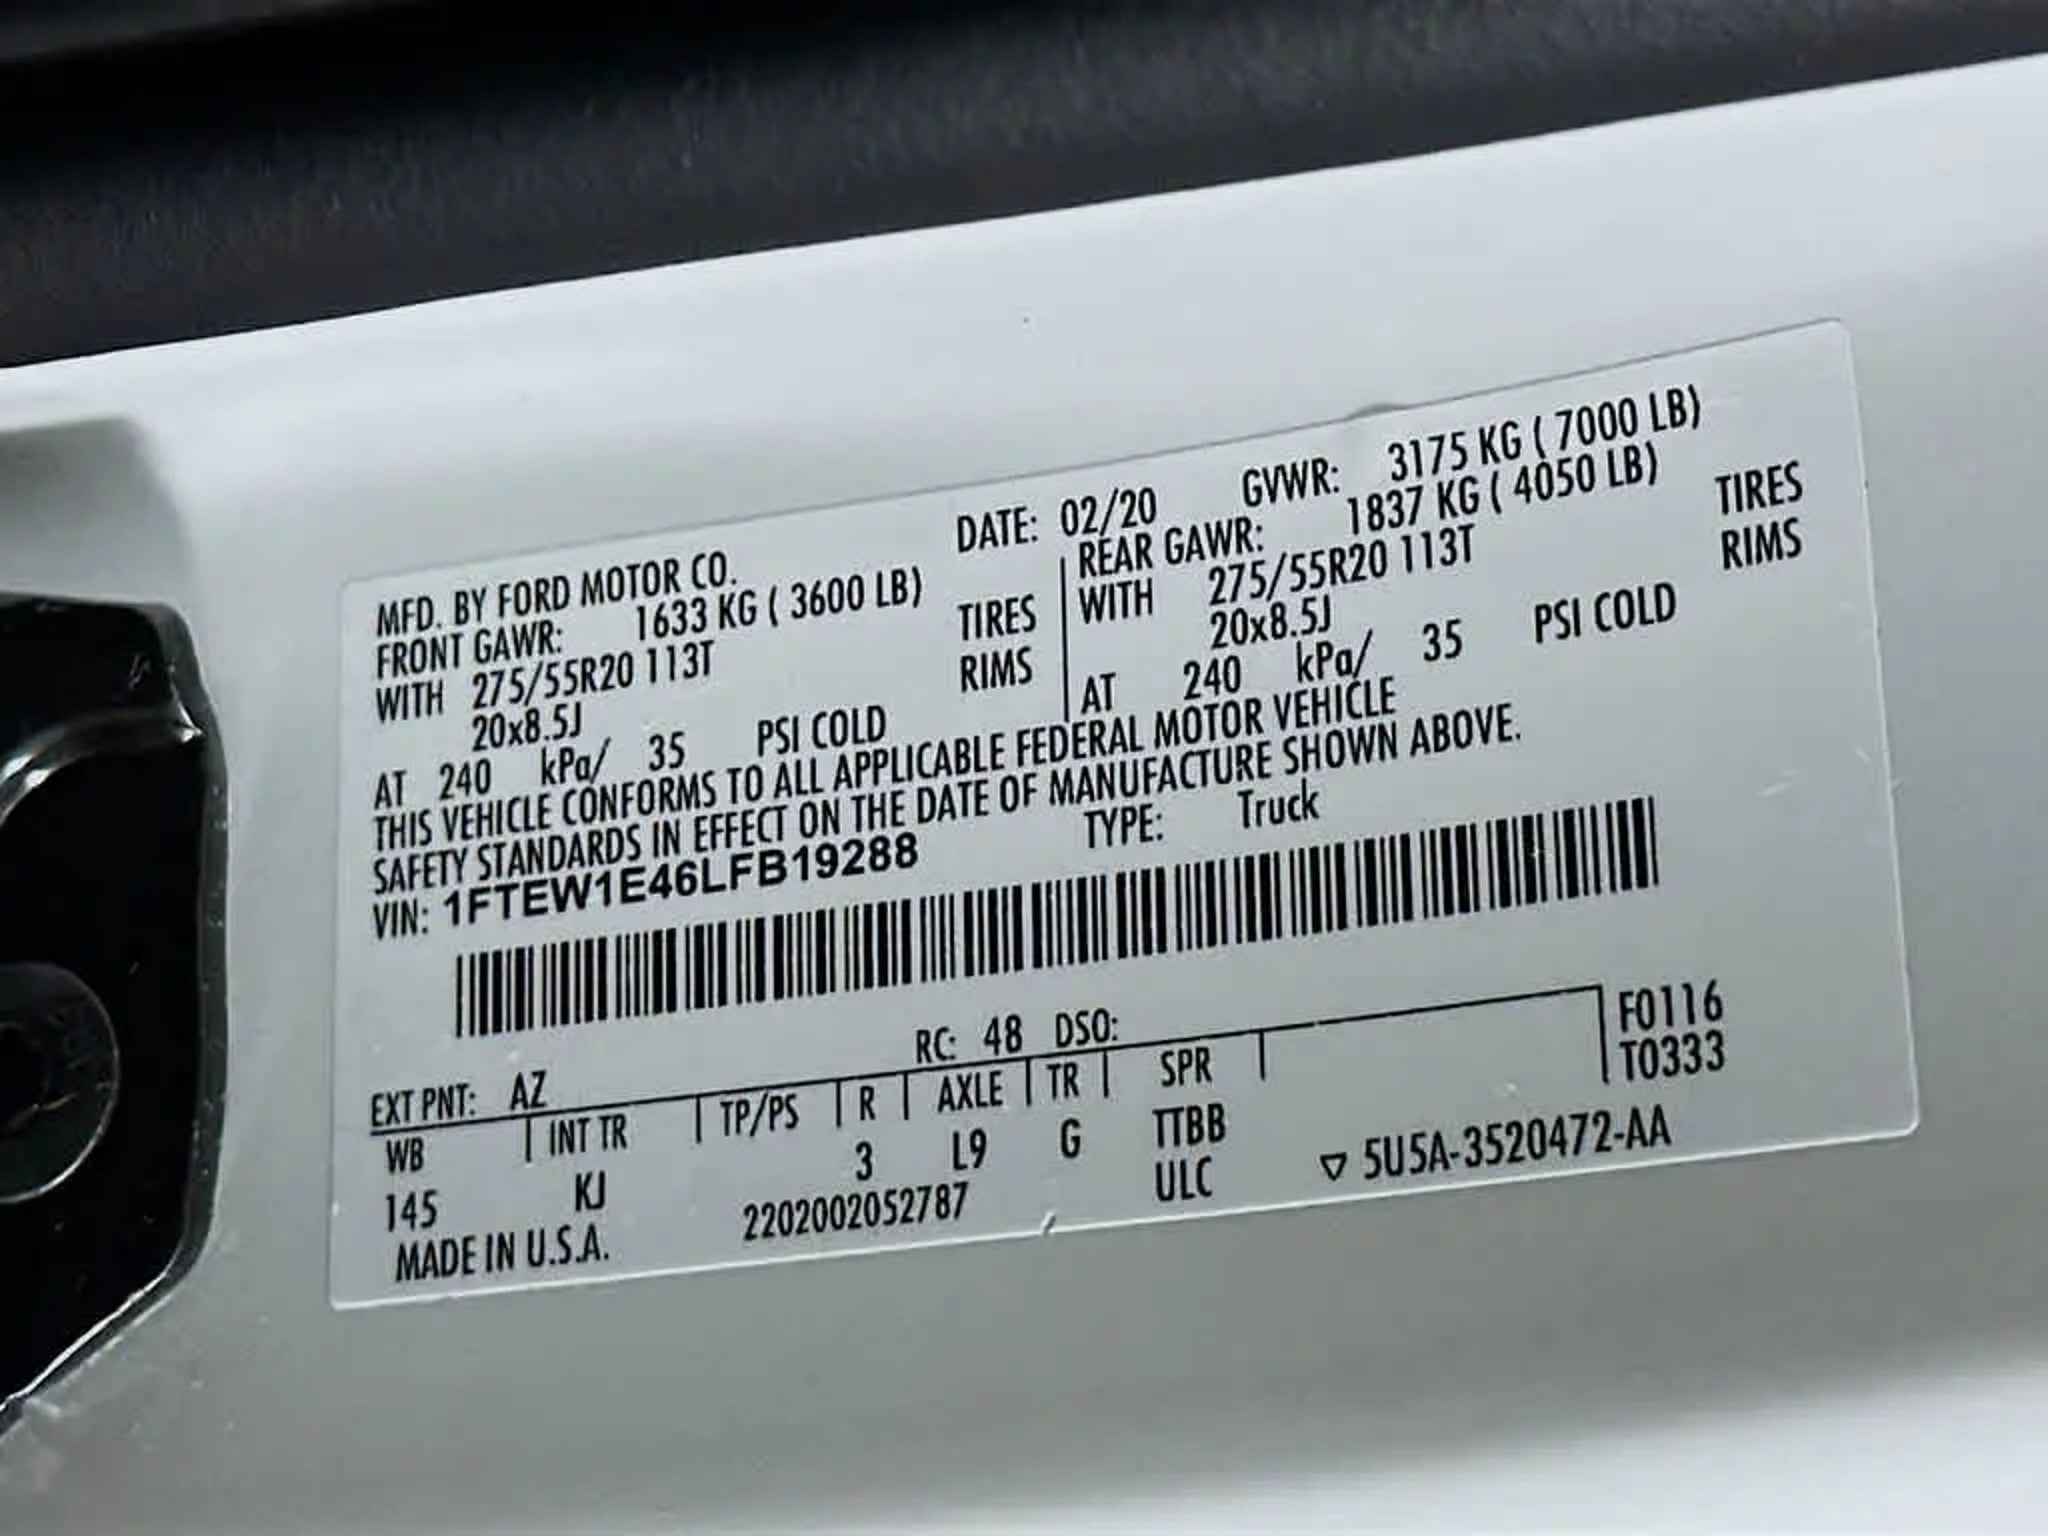 MFD. BY FORD MOTOR CO. DATE: 02/20 GVWR: 3175 KG ( 7000 LB)
FRONT GAWR: 1633 KG ( 3600 LB) REAR GAWR: 1837 KG ( 4050 LB)
WITH 275/55R20 113T TIRES WITH 275/55R20 113T TIRES
20x8.5J RIMS 20x8.5J RIMS
AT 240 kPa/ 35 PSI COLD AT 240 kPa/ 35 PSI COLD
THIS VEHICLE CONFORMS TO ALL APPLICABLE FEDERAL MOTOR VEHICLE
SAFETY STANDARDS IN EFFECT ON THE DATE OF MANUFACTURE SHOWN ABOVE.
VIN: 1FTEW1E46LFB19288 TYPE: Truck
EXT PNT: AZ RC: 48 DSO: F0116
WB INT TR TP/PS R AXLE TR SPR T0333
145 KJ 3 L9 G TTBB
MADE IN U.S.A. 2202002052787 ULC ▽ 5U5A-3520472-AA